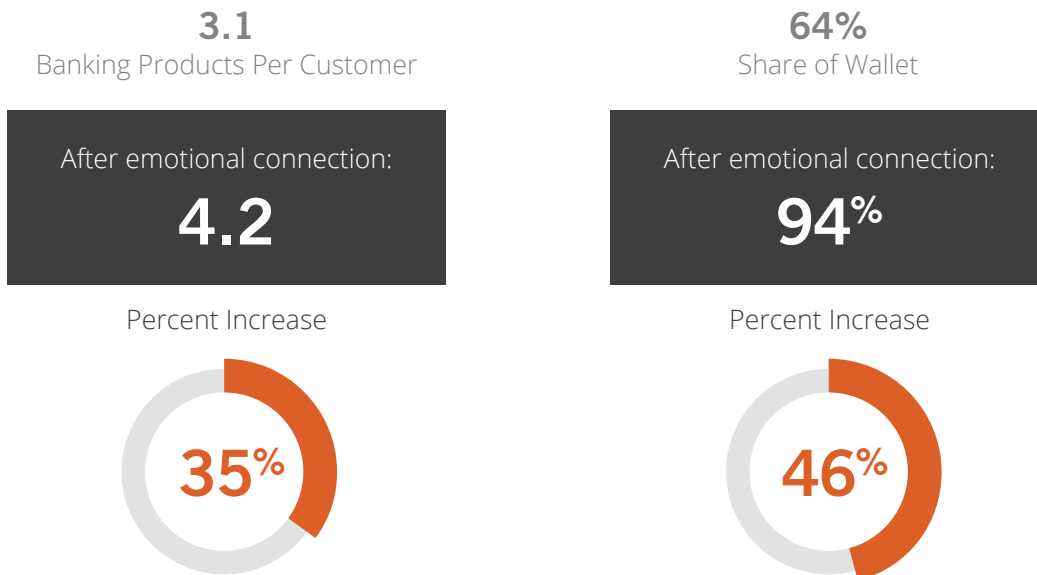 3.1
Banking Products Per Customer
After emotional connection:
4.2
Percent Increase
35%
64%
Share of Wallet
After emotional connection:
94%
Percent Increase
46%